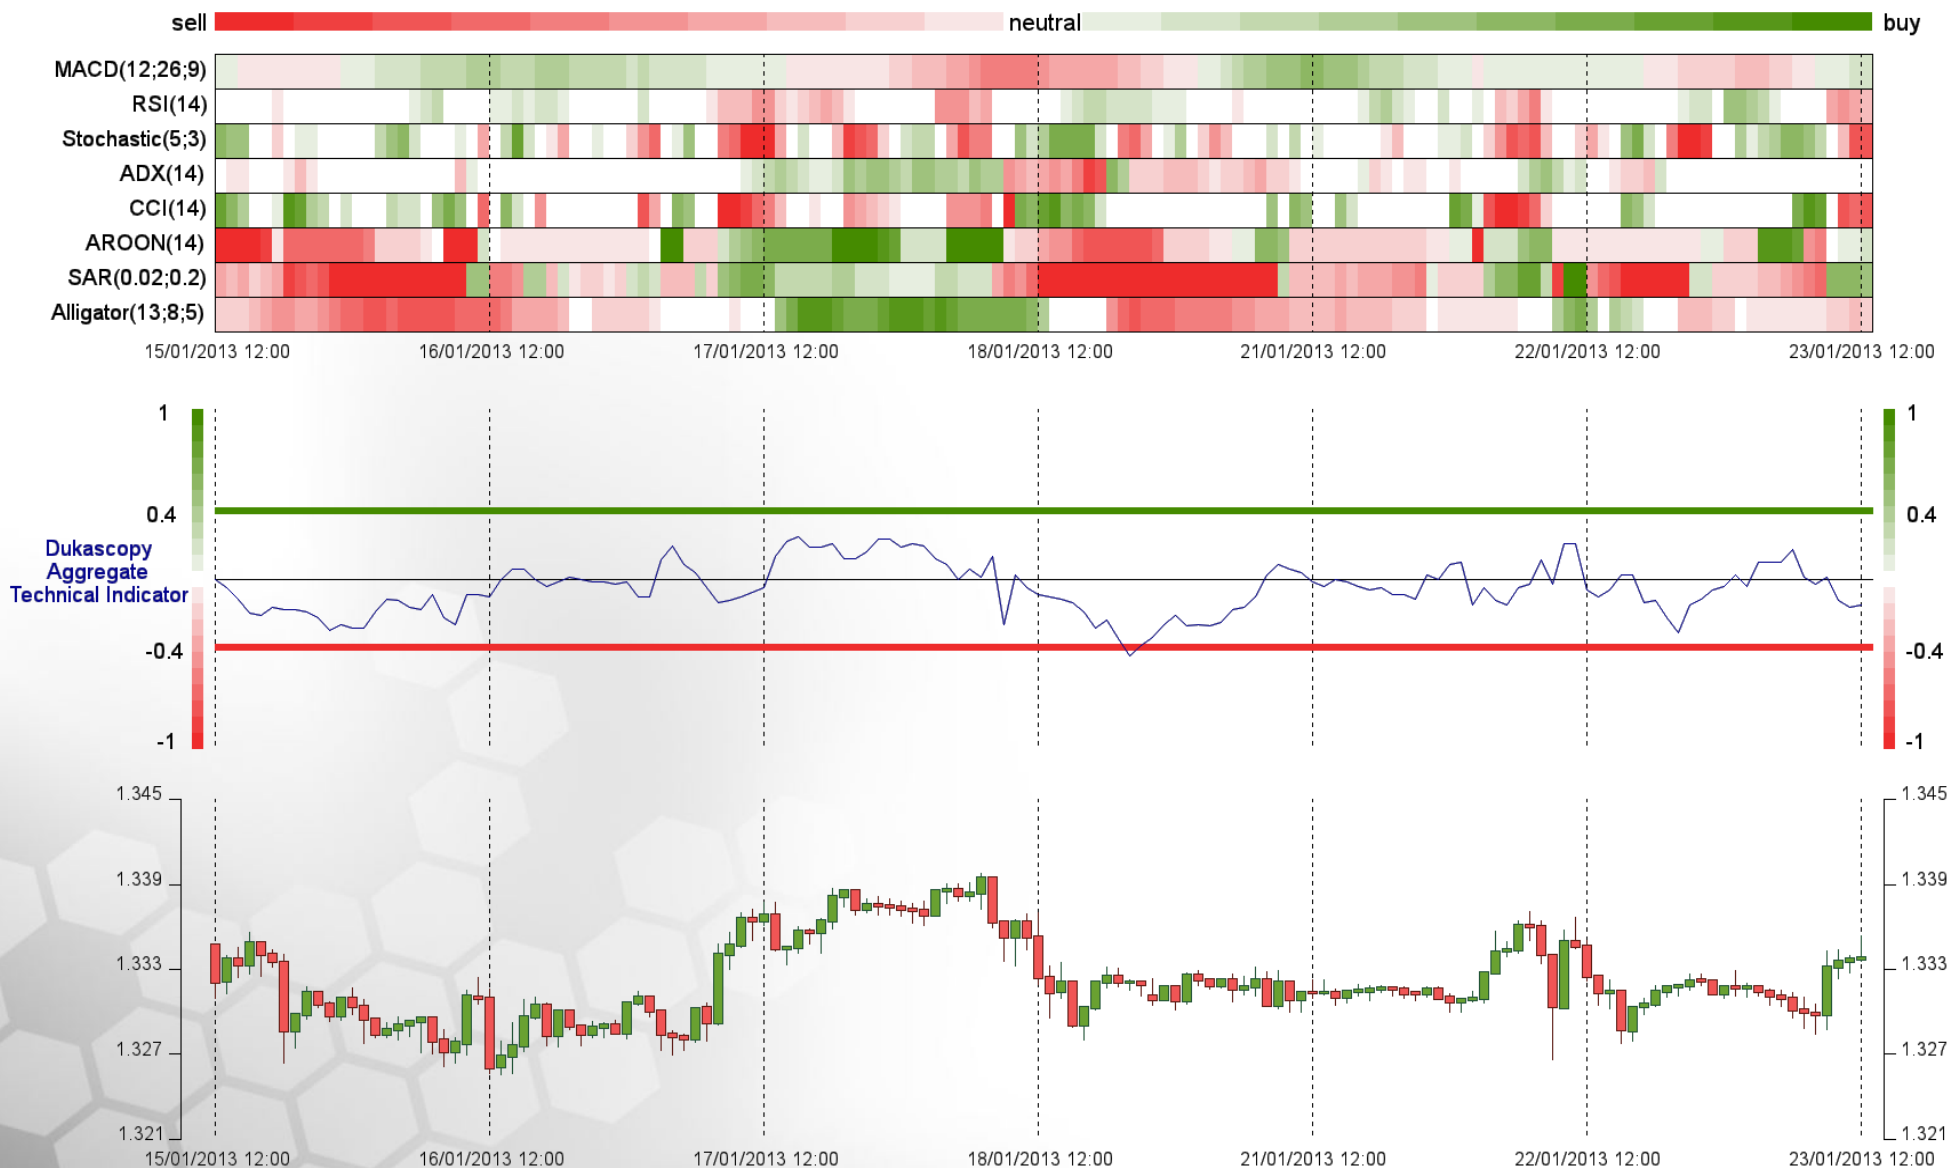 sell neutral buy
MACD(12;26;9)
RSI(14)
Stochastic(5;3)
ADX(14)
CCI(14)
AROON(14)
SAR(0.02;0.2)
Alligator(13;8;5)
15/01/2013 12:00 16/01/2013 12:00 17/01/2013 12:00 18/01/2013 12:00 21/01/2013 12:00 22/01/2013 12:00 23/01/2013 12:00
1 1
0.4 0.4
Dukascopy
Aggregate
Technical Indicator
-0.4 -0.4
-1 -1
1.345 1.345
1.339 1.339
1.333 1.333
1.327 1.327
1.321 1.321
15/01/2013 12:00 16/01/2013 12:00 17/01/2013 12:00 18/01/2013 12:00 21/01/2013 12:00 22/01/2013 12:00 23/01/2013 12:00